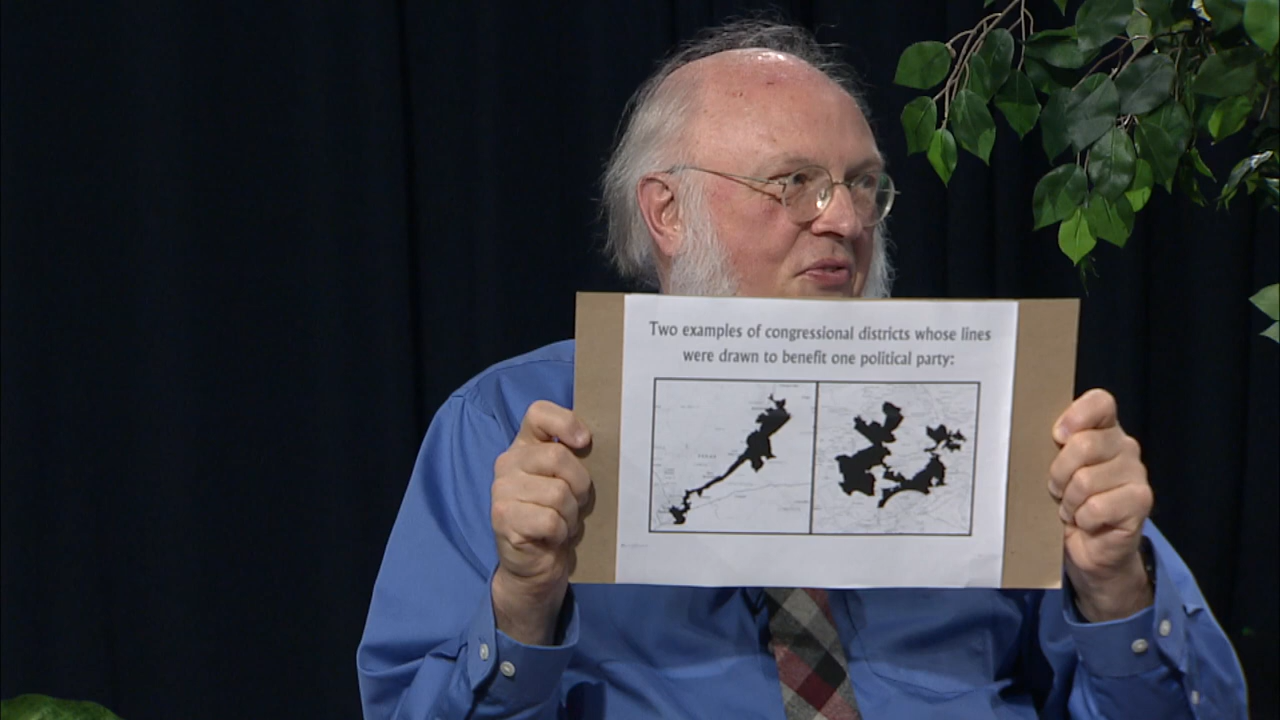 Two examples of congressional districts whose lines
were drawn to benefit one political party: